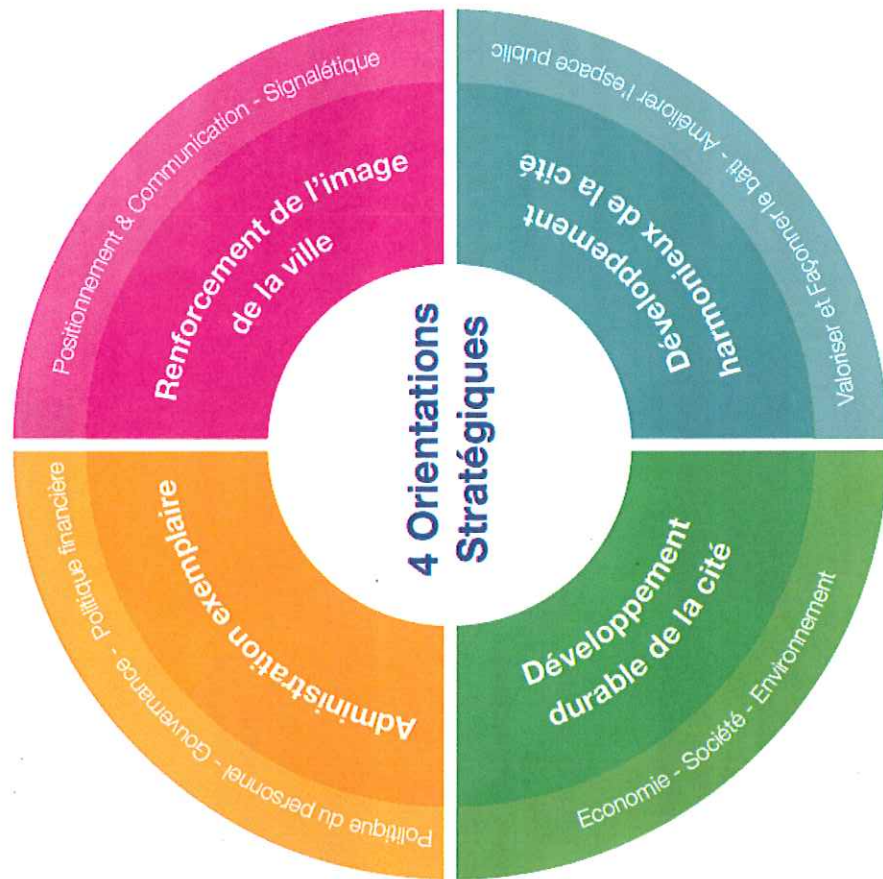 4 Orientations
Stratégiques
Renforcement de l'image
de la ville
Positionnement & Communication - Signalétique
Développement
harmonieux de la cité
Valoriser et Façonner le bâti - Améliorer l'espace public
Développement
durable de la cité
Economie - Société - Environnement
Administration exemplaire
Politique du personnel - Gouvernance - Politique financière